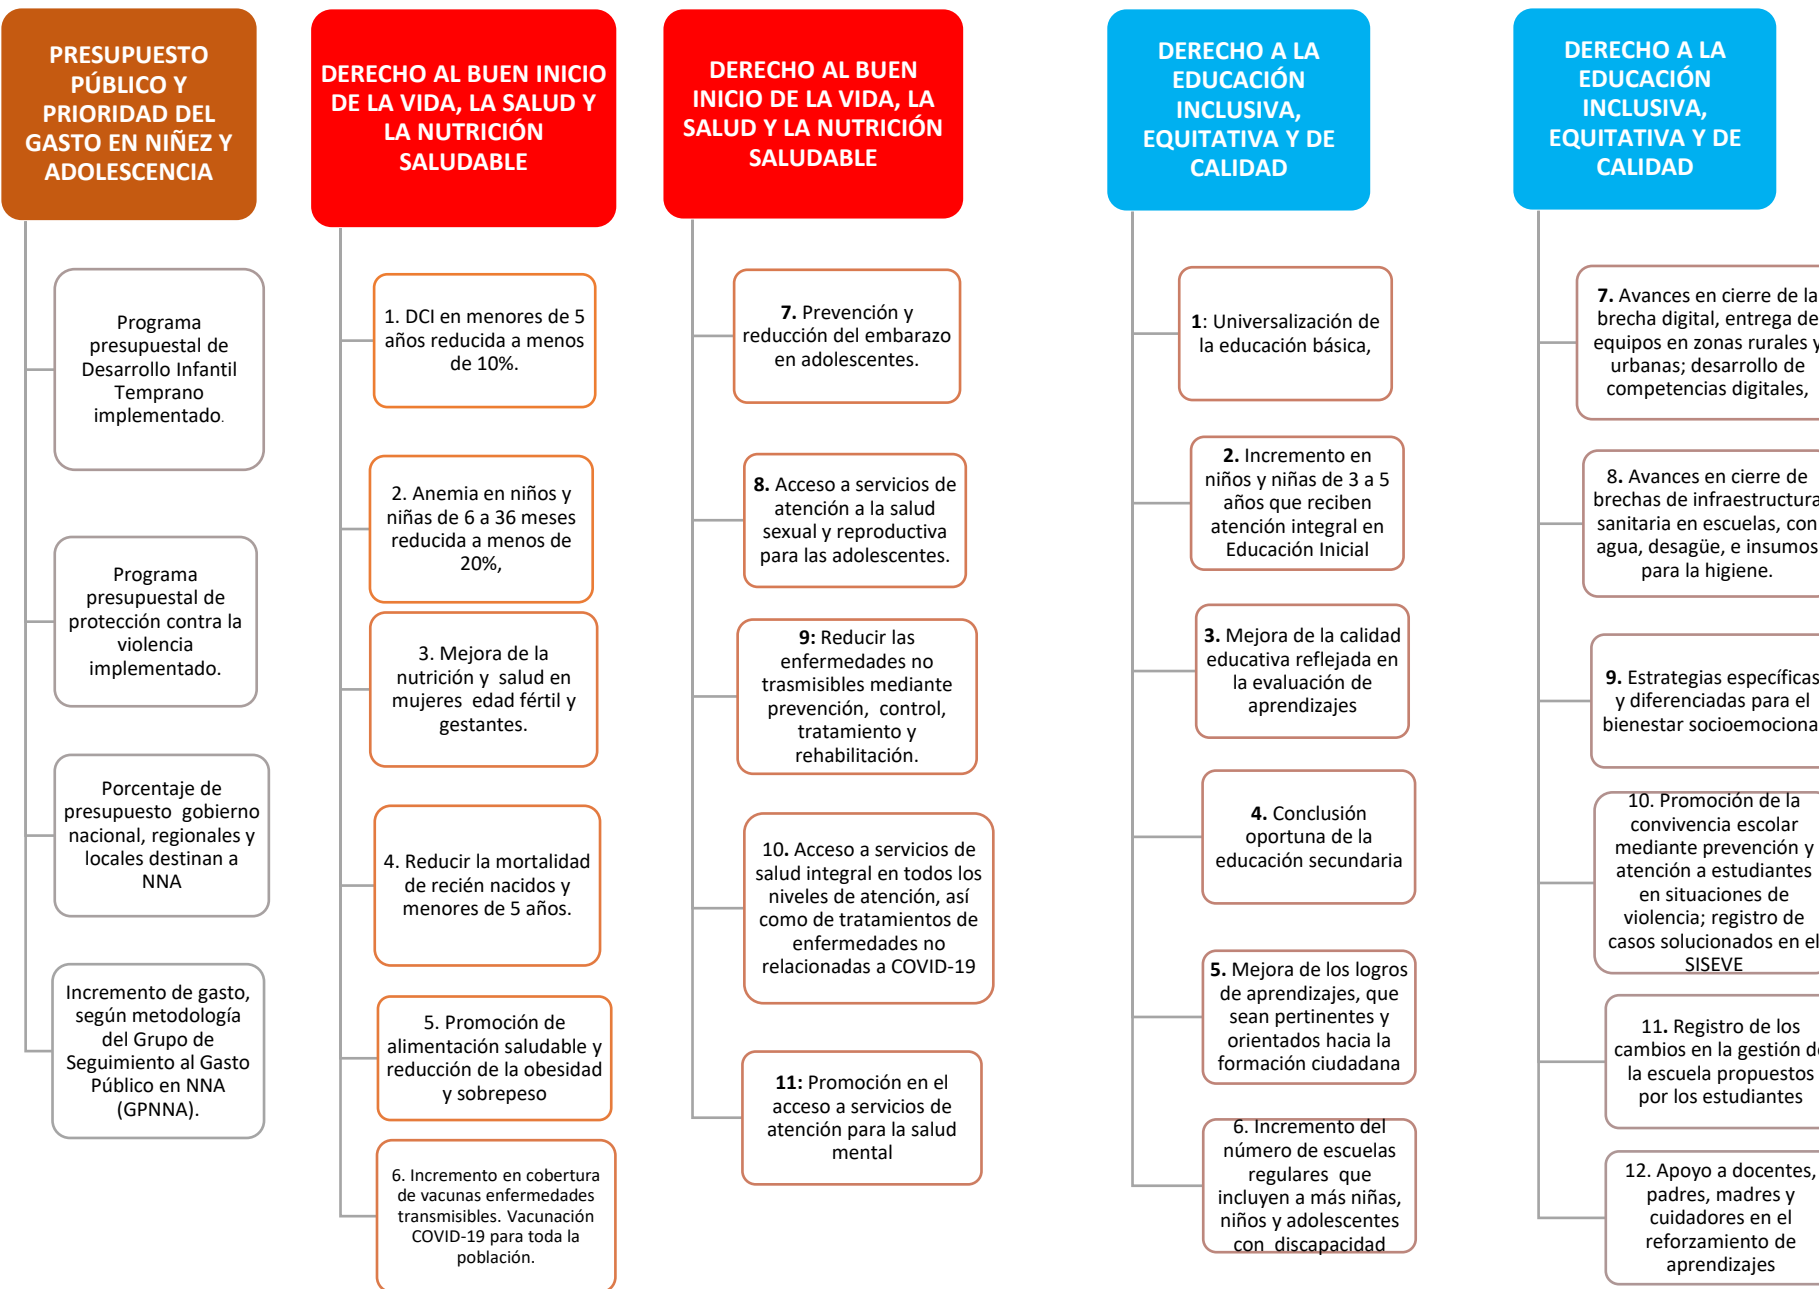 PRESUPUESTO
PÚBLICO Y
PRIORIDAD DEL
GASTO EN NIÑEZ Y
ADOLESCENCIA
Programa
presupuestal de
Desarrollo Infantil
Temprano
implementado.
Programa
presupuestal de
protección contra la
violencia
implementado.
Porcentaje de
presupuesto gobierno
nacional, regionales y
locales destinan a
NNA
Incremento de gasto,
según metodología
del Grupo de
Seguimiento al Gasto
Público en NNA
(GPNNA).
DERECHO AL BUEN INICIO
DE LA VIDA, LA SALUD Y
LA NUTRICIÓN
SALUDABLE
1. DCI en menores de 5
años reducida a menos
de 10%.
2. Anemia en niños y
niñas de 6 a 36 meses
reducida a menos de
20%,
3. Mejora de la
nutrición y salud en
mujeres edad fértil y
gestantes.
4. Reducir la mortalidad
de recién nacidos y
menores de 5 años.
5. Promoción de
alimentación saludable y
reducción de la obesidad
y sobrepeso
6. Incremento en cobertura
de vacunas enfermedades
transmisibles. Vacunación
COVID-19 para toda la
población.
DERECHO AL BUEN
INICIO DE LA VIDA, LA
SALUD Y LA NUTRICIÓN
SALUDABLE
7. Prevención y
reducción del embarazo
en adolescentes.
8. Acceso a servicios de
atención a la salud
sexual y reproductiva
para las adolescentes.
9: Reducir las
enfermedades no
trasmisibles mediante
prevención, control,
tratamiento y
rehabilitación.
10. Acceso a servicios de
salud integral en todos los
niveles de atención, así
como de tratamientos de
enfermedades no
relacionadas a COVID-19
11: Promoción en el
acceso a servicios de
atención para la salud
mental
DERECHO A LA
EDUCACIÓN
INCLUSIVA,
EQUITATIVA Y DE
CALIDAD
1: Universalización de
la educación básica,
2. Incremento en
niños y niñas de 3 a 5
años que reciben
atención integral en
Educación Inicial
3. Mejora de la calidad
educativa reflejada en
la evaluación de
aprendizajes
4. Conclusión
oportuna de la
educación secundaria
5. Mejora de los logros
de aprendizajes, que
sean pertinentes y
orientados hacia la
formación ciudadana
6. Incremento del
número de escuelas
regulares que
incluyen a más niñas,
niños y adolescentes
con discapacidad
DERECHO A LA
EDUCACIÓN
INCLUSIVA,
EQUITATIVA Y DE
CALIDAD
7. Avances en cierre de la
brecha digital, entrega de
equipos en zonas rurales y
urbanas; desarrollo de
competencias digitales,
8. Avances en cierre de
brechas de infraestructura
sanitaria en escuelas, con
agua, desagüe, e insumos
para la higiene.
9. Estrategias específicas
y diferenciadas para el
bienestar socioemociona
10. Promoción de la
convivencia escolar
mediante prevención y
atención a estudiantes
en situaciones de
violencia; registro de
casos solucionados en el
SISEVE
11. Registro de los
cambios en la gestión de
la escuela propuestos
por los estudiantes
12. Apoyo a docentes,
padres, madres y
cuidadores en el
reforzamiento de
aprendizajes